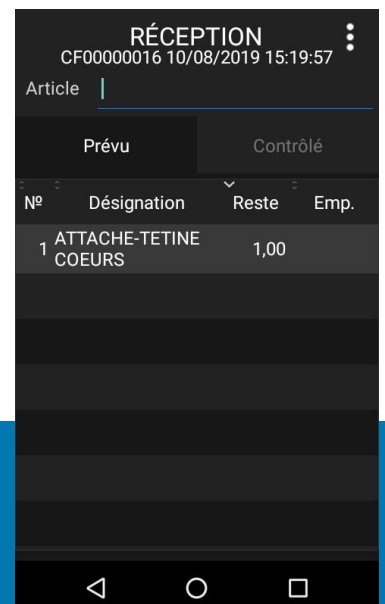 RÉCEPTION
CF00000016 10/08/2019 15:19:57
Article
Prévu Contrôlé
Nº Désignation Reste Emp.
1 ATTACHE-TETINE COEURS 1,00